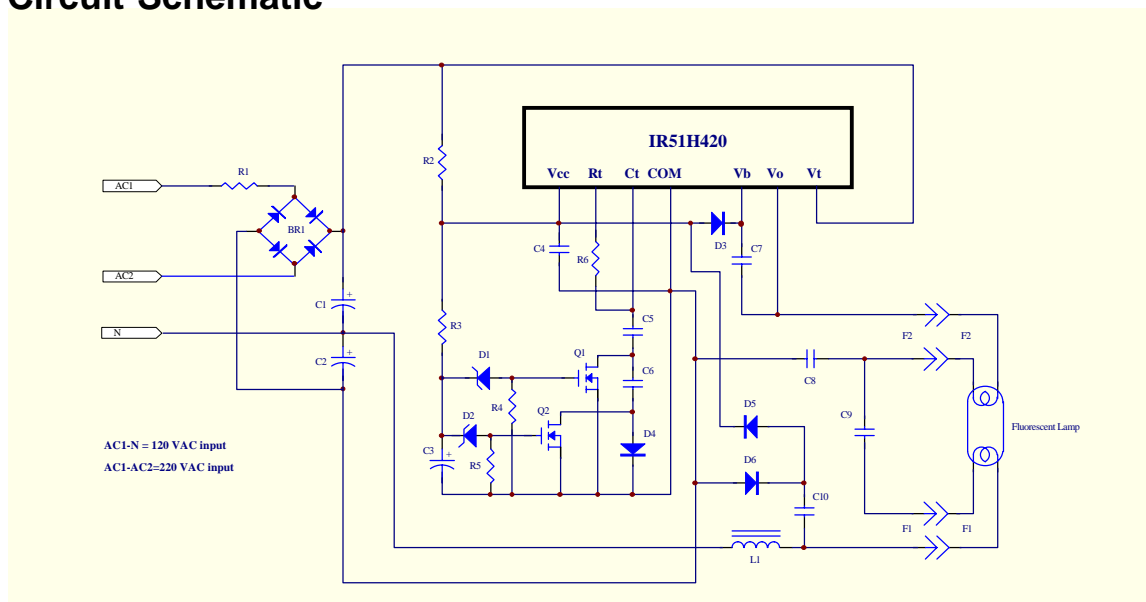 Circuit Schematic
IR51H420
Vcc Rt Ct COM Vb Vo Vt
R1
R2
AC1
BR1
D3
C4
R6
C7
AC2
C1
+
N
R3
C5
F2 F2
C2
+
D1
Q1
C6
C8
R4
Q2
D2
D5
C9
Fluorescent Lamp
D4
AC1-N = 120 VAC input
C3
+
R5
D6
AC1-AC2=220 VAC input
C10
F1 F1
L1